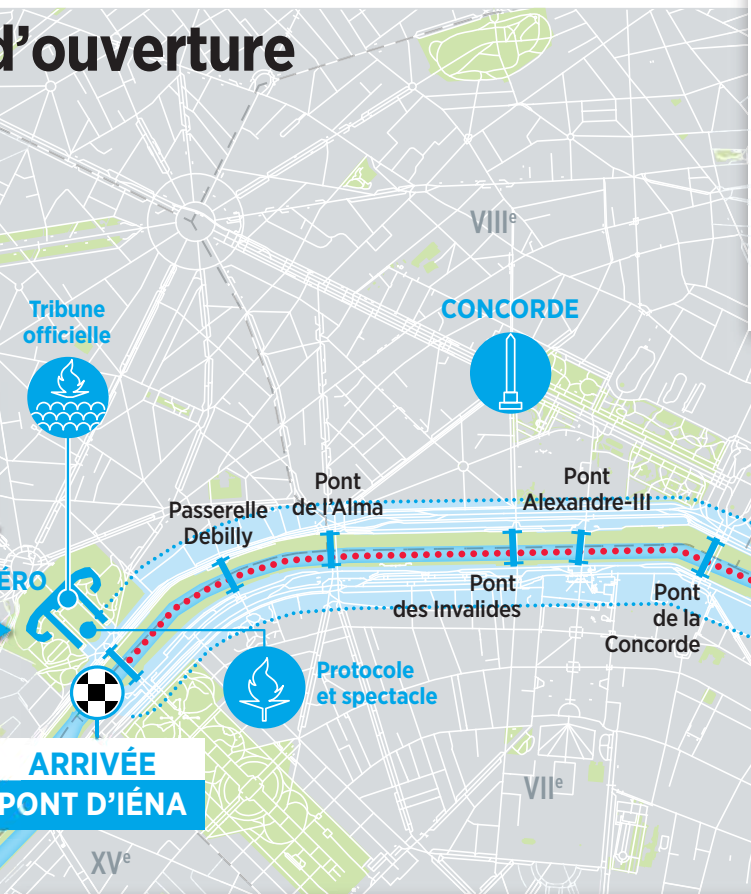 d'ouverture
VIIIe
Tribune
officielle
CONCORDE
Pont
de l'Alma
Pont
Alexandre-III
Passerelle
Debilly
ÉRO
Pont
des Invalides
Pont
de la
Concorde
Protocole
et spectacle
ARRIVÉE
PONT D'IÉNA
VIIe
XVe